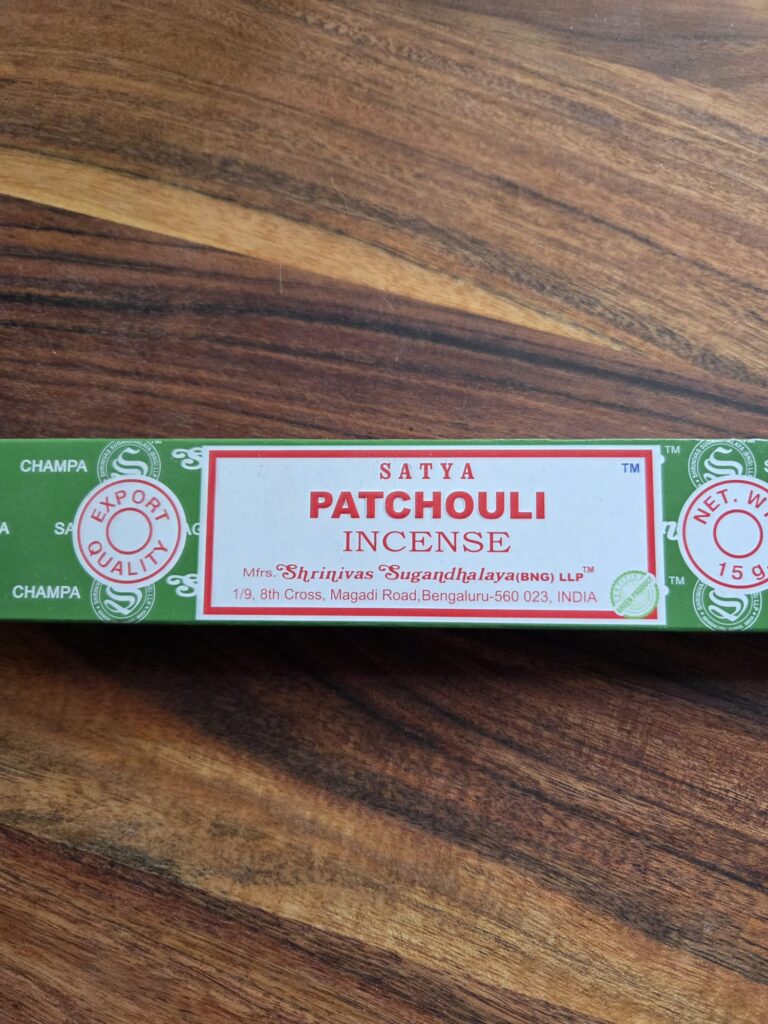 CHAMPA
EXPORT
QUALITY
CHAMPA
SATYA
TM
PATCHOULI
INCENSE
Mfrs. Shrinivas Sugandhalaya(BNG) LLP™
1/9, 8th Cross, Magadi Road,Bengaluru-560 023, INDIA
TM
TM
NET. W
15 g